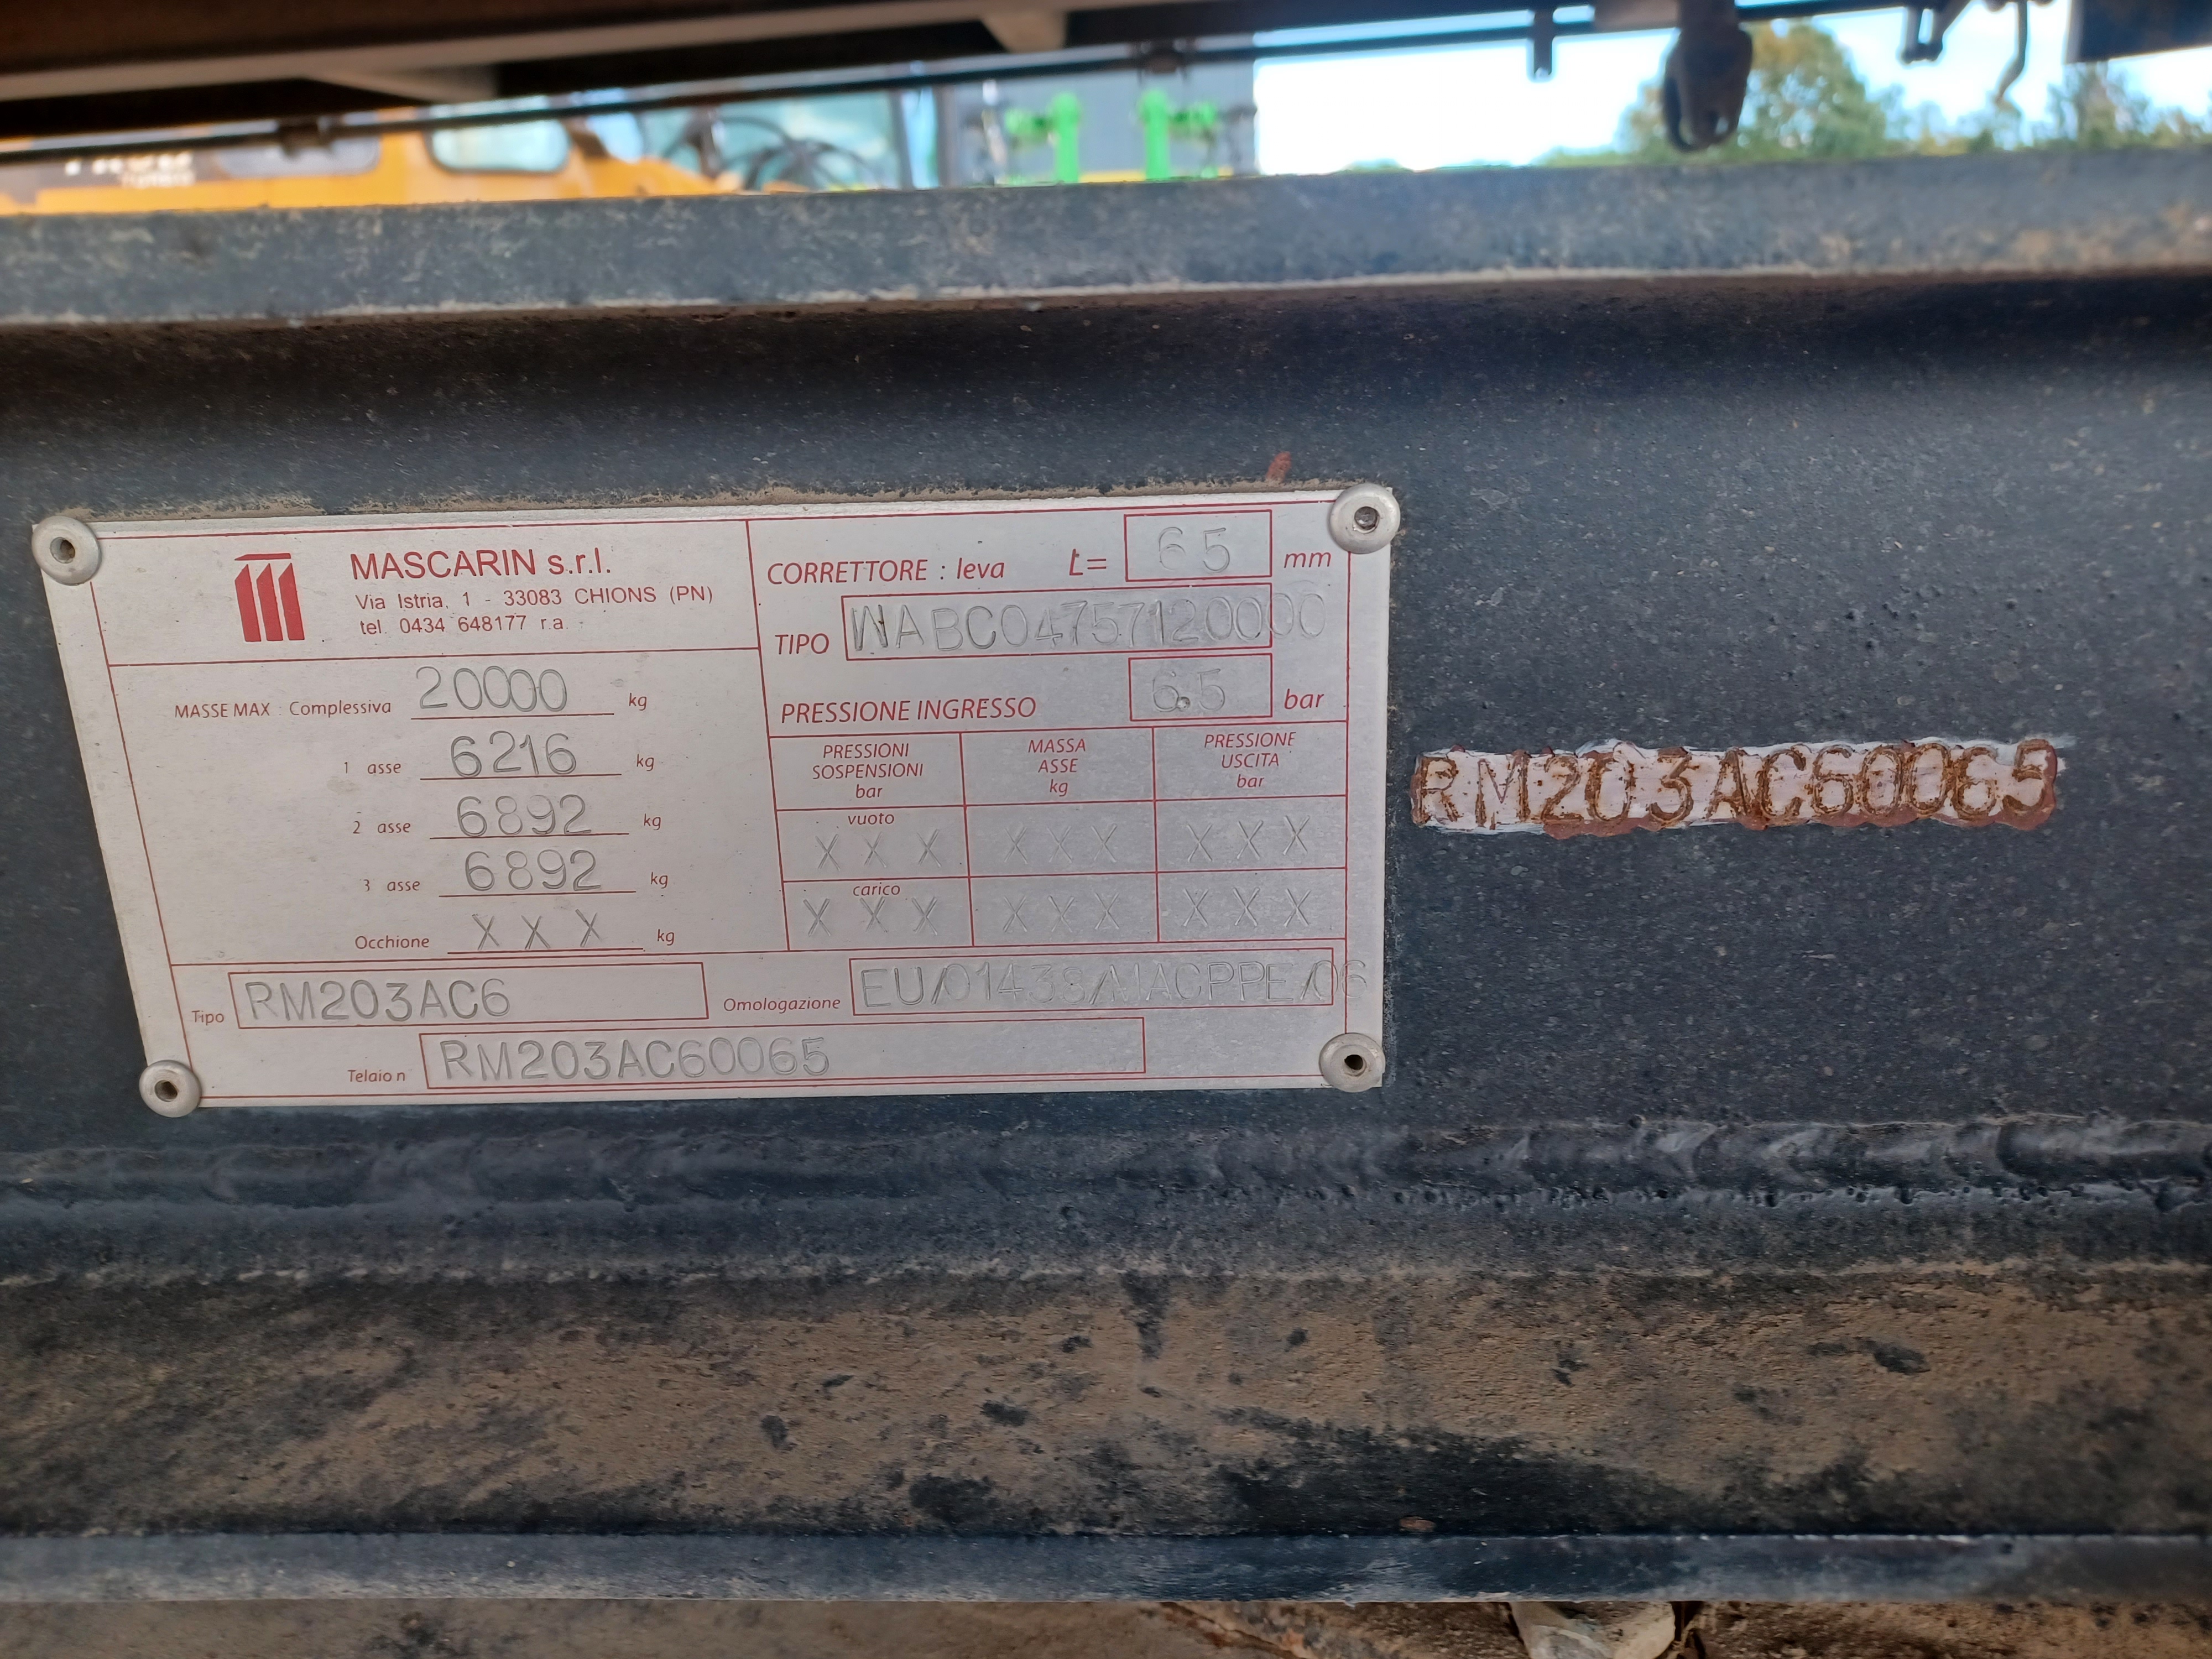 MASCARIN s.r.l.
Via Istria, 1 - 33083 CHIONS (PN)
tel. 0434 648177 r.a.
MASSE MAX : Complessiva 20000 kg
1 asse 6216 kg
2 asse 6892 kg
3 asse 6892 kg
Occhione X X X kg
CORRETTORE : leva L= 65 mm
TIPO WABC04757120000
PRESSIONE INGRESSO 6.5 bar
PRESSIONI SOSPENSIONI bar
MASSA ASSE kg
PRESSIONE USCITA bar
vuoto
X X X X X X X X X
carico
X X X X X X X X X
Tipo RM203AC6
Omologazione
Telaio n RM203AC60065
RM203AC60065